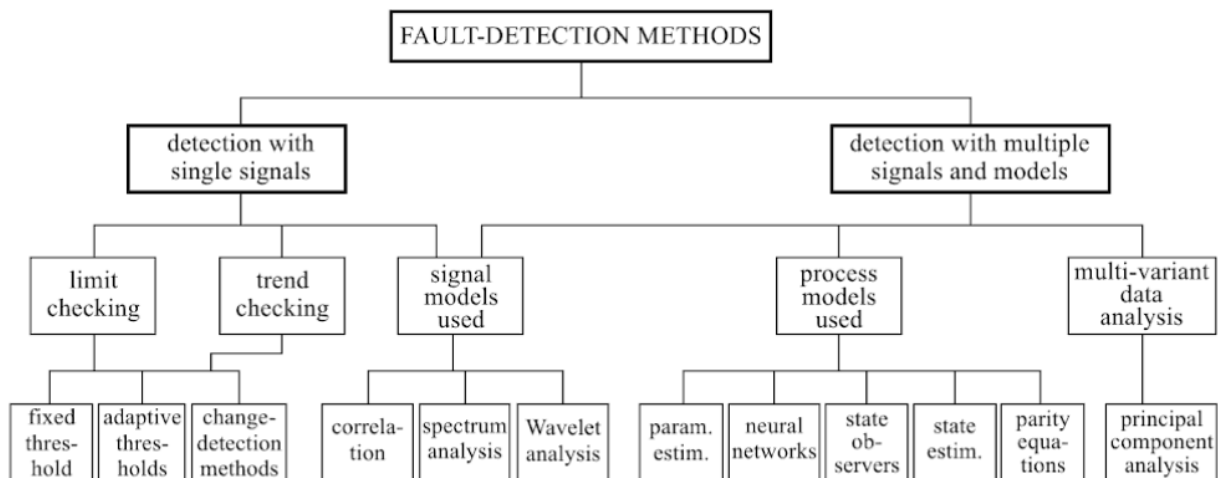 FAULT-DETECTION METHODS
detection with
single signals
detection with multiple
signals and models
limit
checking
trend
checking
signal
models
used
process
models
used
multi-variant
data
analysis
fixed
thres-
hold
adaptive
thres-
holds
change-
detection
methods
correla-
tion
spectrum
analysis
Wavelet
analysis
param.
estim.
neural
networks
state
ob-
servers
state
estim.
parity
equa-
tions
principal
component
analysis